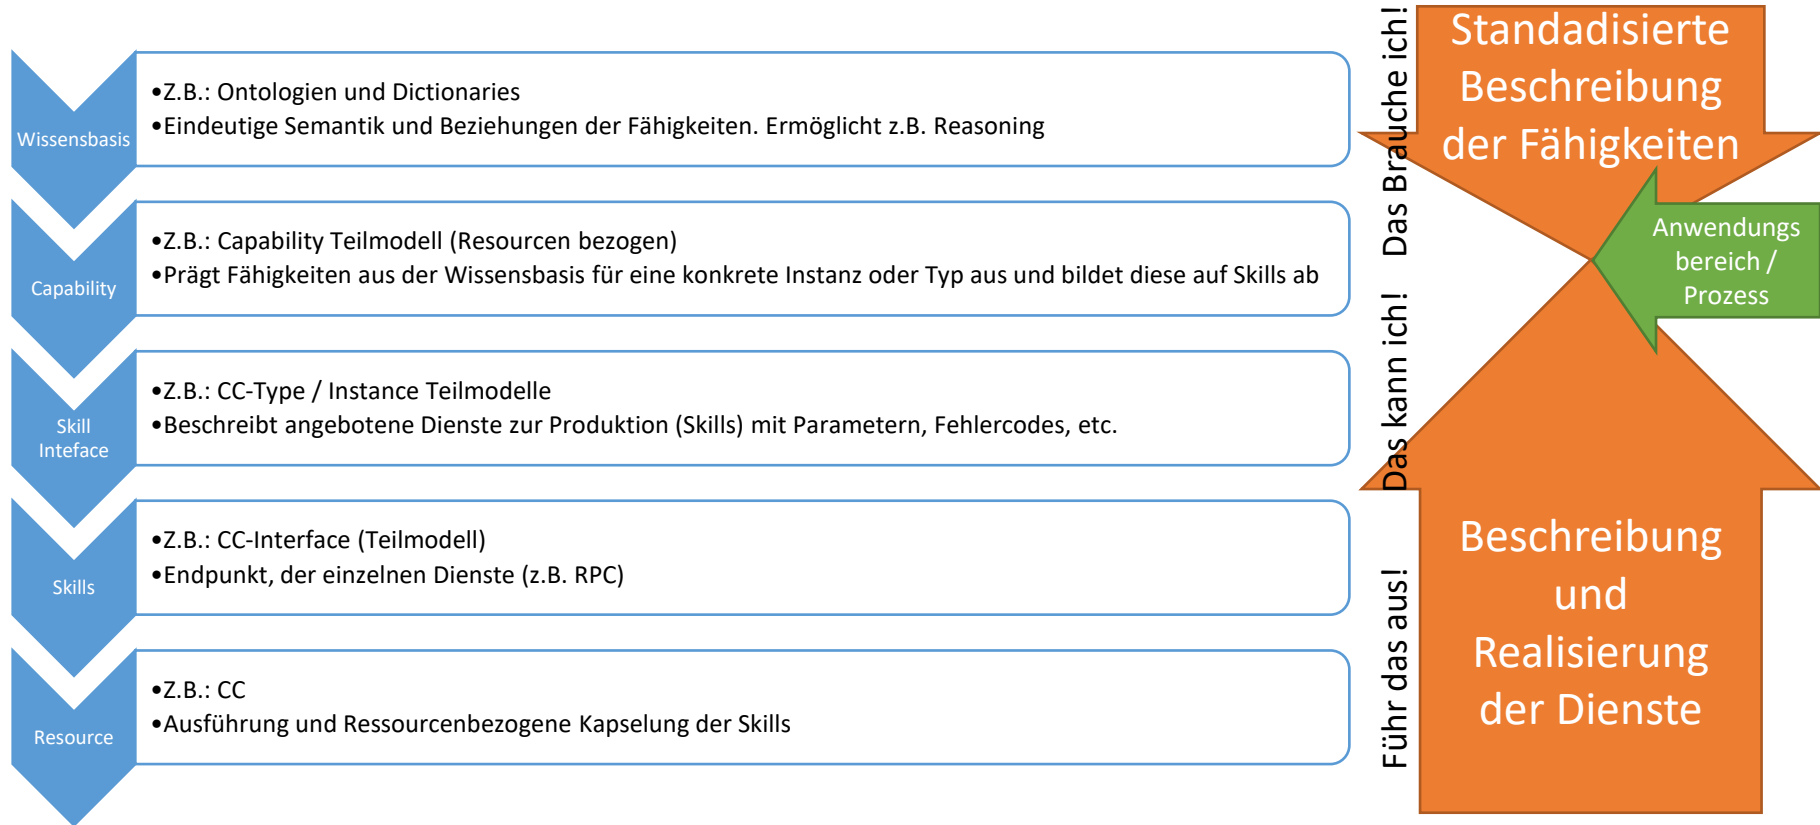 Wissensbasis
•Z.B.: Ontologien und Dictionaries
•Eindeutige Semantik und Beziehungen der Fähigkeiten. Ermöglicht z.B. Reasoning
Capability
•Z.B.: Capability Teilmodell (Resourcen bezogen)
•Prägt Fähigkeiten aus der Wissensbasis für eine konkrete Instanz oder Typ aus und bildet diese auf Skills ab
Skill
Inteface
•Z.B.: CC-Type / Instance Teilmodelle
•Beschreibt angebotene Dienste zur Produktion (Skills) mit Parametern, Fehlercodes, etc.
Skills
•Z.B.: CC-Interface (Teilmodell)
•Endpunkt, der einzelnen Dienste (z.B. RPC)
Resource
•Z.B.: CC
•Ausführung und Ressourcenbezogene Kapselung der Skills
Das Brauche ich!
Das kann ich!
Führ das aus!
Standadisierte
Beschreibung
der Fähigkeiten
Anwendungs
bereich /
Prozess
Beschreibung
und
Realisierung
der Dienste